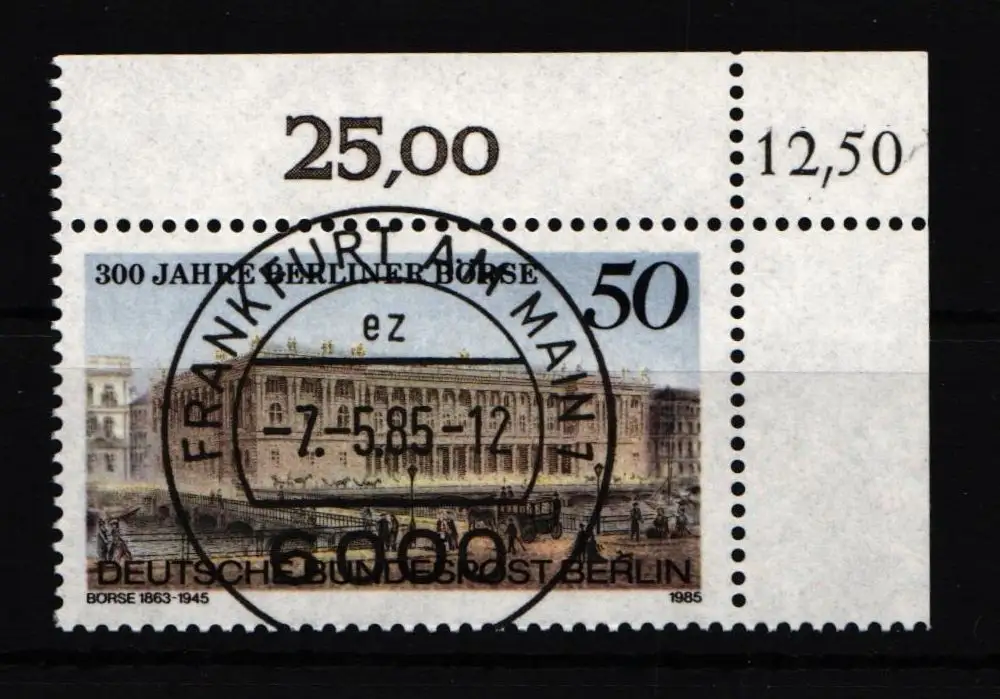 25,00
12,50
300 JAHRE BERLINER BÖRSE
50
FRANKFURT AM MAIN 7
ez
-7.-5.85-12
6000
DEUTSCHE BUNDESPOST BERLIN
BÖRSE 1863-1945
1985